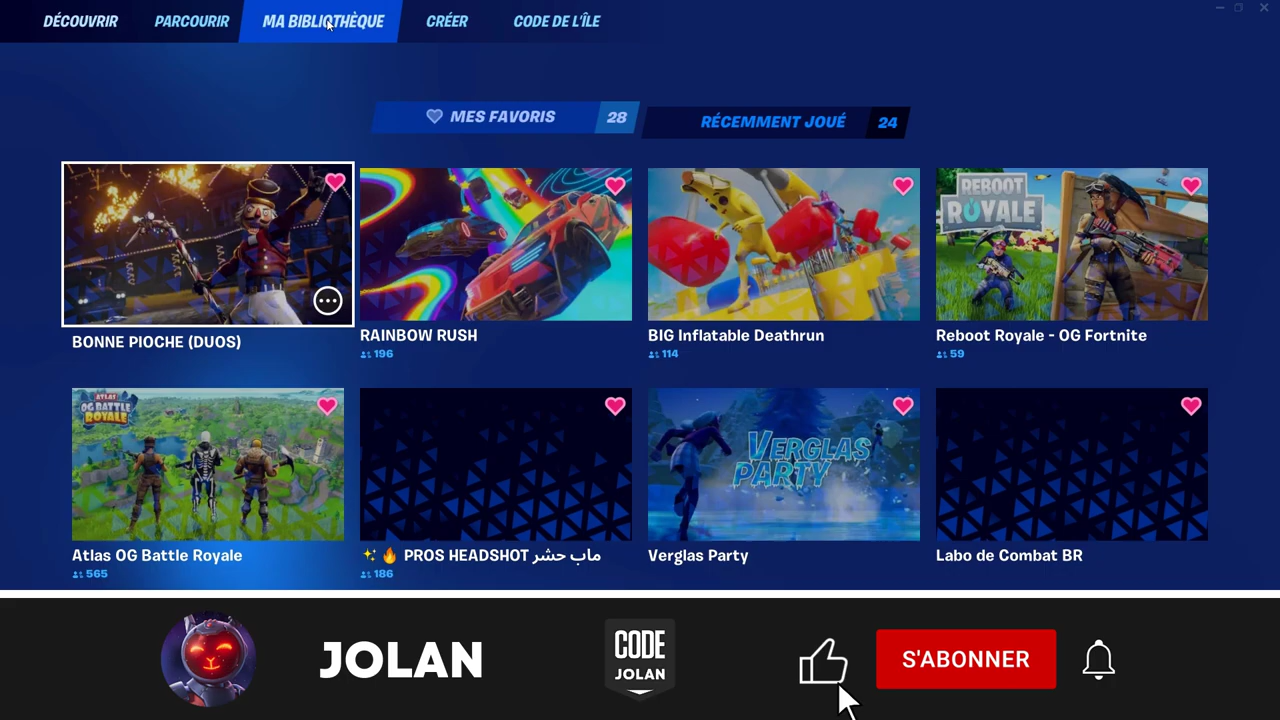 DÉCOUVRIR PARCOURIR MA BIBLIOTHÈQUE CRÉER CODE DE L'ÎLE
MES FAVORIS 28 RÉCEMMENT JOUÉ 24
REBOOT
ROYALE
BONNE PIOCHE (DUOS)
RAINBOW RUSH
196
BIG Inflatable Deathrun
114
Reboot Royale - OG Fortnite
59
ATLAS
OG BATTLE
ROYALE
VERGLAS
PARTY
Atlas OG Battle Royale
565
✨🔥 PROS HEADSHOT ماب حشر
186
Verglas Party
Labo de Combat BR
JOLAN
CODE
JOLAN
S'ABONNER